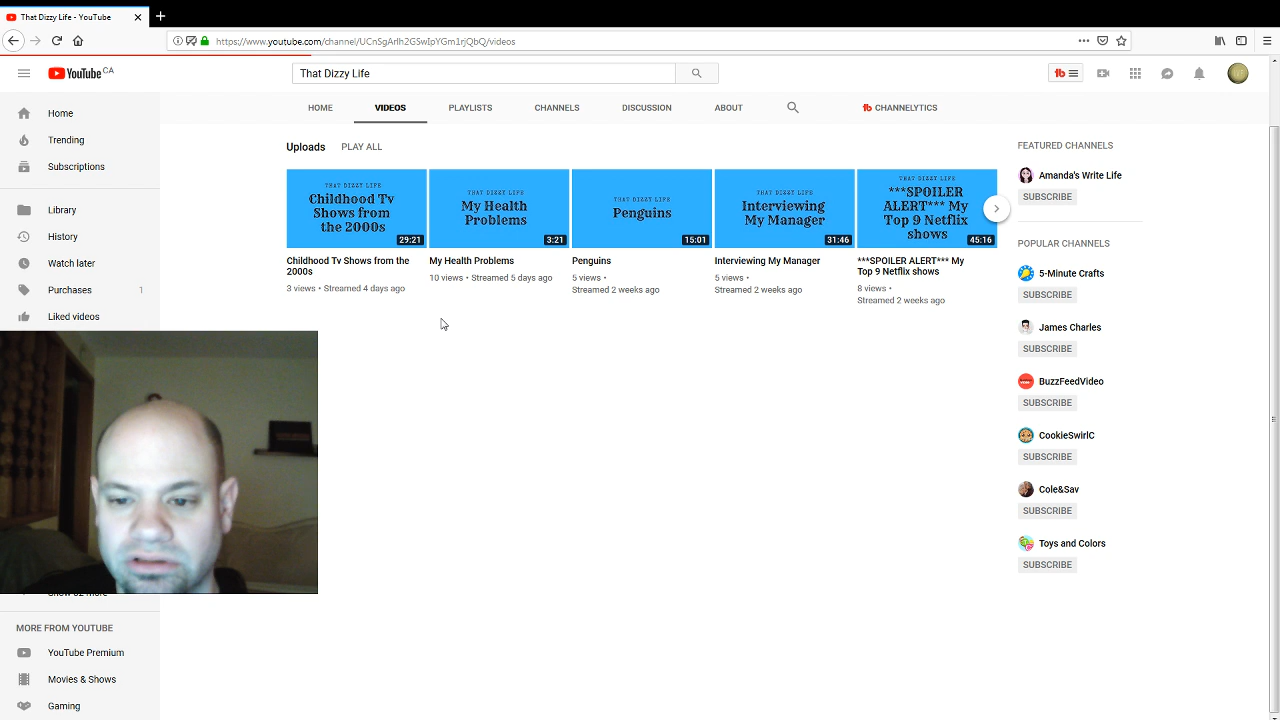 That Dizzy Life - YouTube
https://www.youtube.com/channel/UCnSgArlh2GSwIpYGm1rjQbQ/videos
YouTube CA
That Dizzy Life
HOME
VIDEOS
PLAYLISTS
CHANNELS
DISCUSSION
ABOUT
CHANNELYTICS
Home
Trending
Subscriptions
Library
History
Watch later
Purchases 1
Liked videos
MORE FROM YOUTUBE
YouTube Premium
Movies & Shows
Gaming
Uploads PLAY ALL
THAT DIZZY LIFE
Childhood Tv
Shows from
the 2000s
29:21
Childhood Tv Shows from the
2000s
3 views • Streamed 4 days ago
THAT DIZZY LIFE
My Health
Problems
3:21
My Health Problems
10 views • Streamed 5 days ago
THAT DIZZY LIFE
Penguins
15:01
Penguins
5 views •
Streamed 2 weeks ago
THAT DIZZY LIFE
Interviewing
My Manager
31:46
Interviewing My Manager
5 views •
Streamed 2 weeks ago
THAT DIZZY LIFE
***SPOILER
ALERT*** My
Top 9 Netflix
shows
45:16
***SPOILER ALERT*** My
Top 9 Netflix shows
8 views •
Streamed 2 weeks ago
FEATURED CHANNELS
Amanda's Write Life
SUBSCRIBE
POPULAR CHANNELS
5-Minute Crafts
SUBSCRIBE
James Charles
SUBSCRIBE
BuzzFeedVideo
SUBSCRIBE
CookieSwirlC
SUBSCRIBE
Cole&Sav
SUBSCRIBE
Toys and Colors
SUBSCRIBE